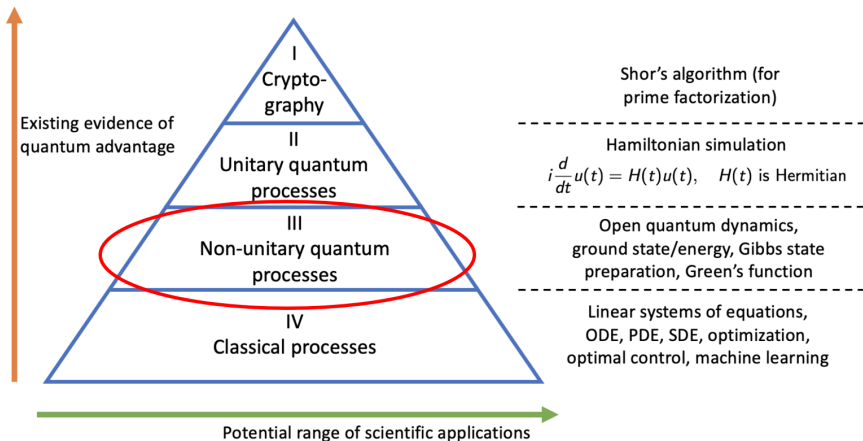 I
Crypto-
graphy
Shor's algorithm (for
prime factorization)
Existing evidence of
quantum advantage
II
Unitary quantum
processes
Hamiltonian simulation
i d/dt u(t) = H(t)u(t), H(t) is Hermitian
III
Non-unitary quantum
processes
Open quantum dynamics,
ground state/energy, Gibbs state
preparation, Green's function
IV
Classical processes
Linear systems of equations,
ODE, PDE, SDE, optimization,
optimal control, machine learning
Potential range of scientific applications